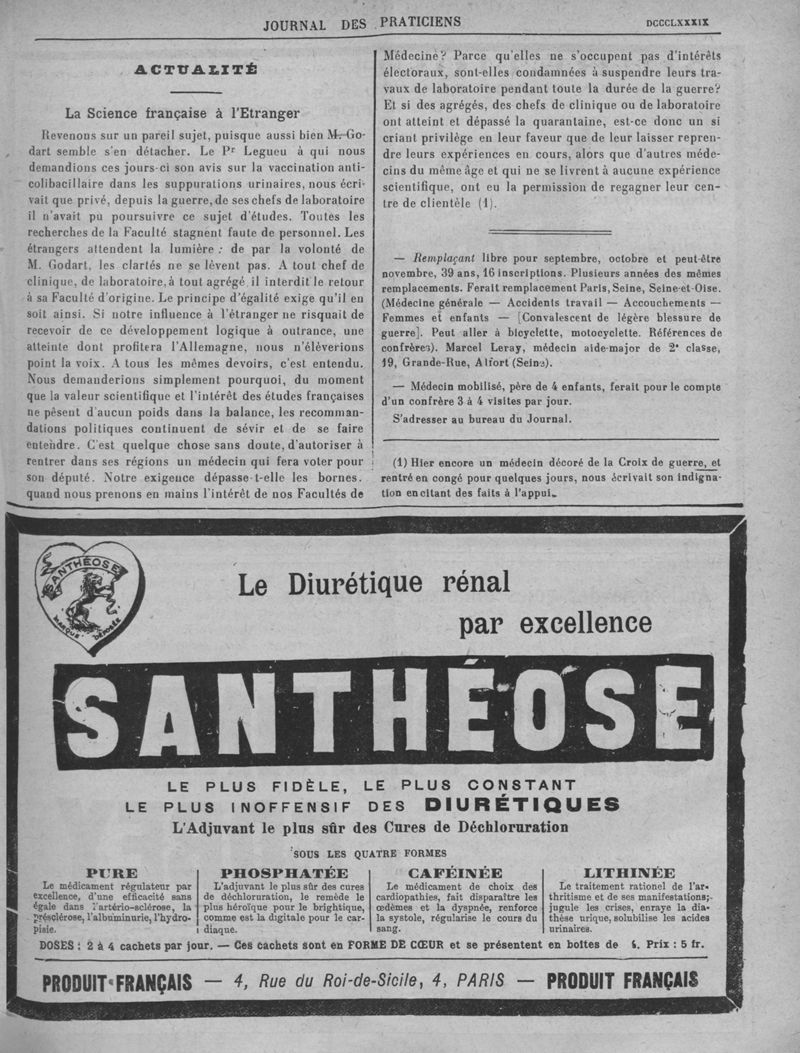 JOURNAL DES PRATICIENS
DCCCLXXXIX
ACTUALITÉ
La Science française à l'Etranger
Revenons sur un pareil sujet, puisque aussi bien M. Go-
dart semble s'en détacher. Le Pr Legueu à qui nous
demandions ces jours-ci son avis sur la vaccination anti-
colibacillaire dans les suppurations urinaires, nous écri-
vait que privé, depuis la guerre, de ses chefs de laboratoire
il n'avait pu poursuivre ce sujet d'études. Toutes les
recherches de la Faculté stagnent faute de personnel. Les
étrangers attendent la lumière : de par la volonté de
M. Godart, les clartés ne se lèvent pas. A tout chef de
clinique, de laboratoire, à tout agrégé il interdit le retour
à sa Faculté d'origine. Le principe d'égalité exige qu'il en
soit ainsi. Si notre influence à l'étranger ne risquait de
recevoir de ce développement logique à outrance, une
atteinte dont profitera l'Allemagne, nous n'élèverions
point la voix. A tous les mêmes devoirs, c'est entendu.
Nous demanderions simplement pourquoi, du moment
que la valeur scientifique et l'intérêt des études françaises
ne pèsent d'aucun poids dans la balance, les recomman-
dations politiques continuent de sévir et de se faire
entendre. C'est quelque chose sans doute, d'autoriser à
rentrer dans ses régions un médecin qui fera voter pour
son député. Notre exigence dépasse-t-elle les bornes.
quand nous prenons en mains l'intérêt de nos Facultés de
Médecine? Parce qu'elles ne s'occupent pas d'intérêts
électoraux, sont-elles condamnées à suspendre leurs tra-
vaux de laboratoire pendant toute la durée de la guerre?
Et si des agrégés, des chefs de clinique ou de laboratoire
ont atteint et dépassé la quarantaine, est-ce donc un si
criant privilège en leur faveur que de leur laisser repren-
dre leurs expériences en cours, alors que d'autres méde-
cins du même âge et qui ne se livrent à aucune expérience
scientifique, ont eu la permission de regagner leur cen-
tre de clientèle (1).
— Remplaçant libre pour septembre, octobre et peut-être
novembre, 39 ans, 16 inscriptions. Plusieurs années des mêmes
remplacements. Ferait remplacement Paris, Seine, Seine-et-Oise.
(Médecine générale — Accidents travail — Accouchements —
Femmes et enfants — [Convalescent de légère blessure de
guerre]. Peut aller à bicyclette, motocyclette. Références de
confrères). Marcel Leray, médecin aide-major de 2e classe,
19, Grande-Rue, Alfort (Seine).
— Médecin mobilisé, père de 4 enfants, ferait pour le compte
d'un confrère 3 à 4 visites par jour.
S'adresser au bureau du Journal.
(1) Hier encore un médecin décoré de la Croix de guerre, et
rentré en congé pour quelques jours, nous écrivait son indigna-
tion en citant des faits à l'appui.
SANTHÉOSE
MARQUE DÉPOSÉE
Le Diurétique rénal
par excellence
SANTHÉOSE
LE PLUS FIDÈLE, LE PLUS CONSTANT
LE PLUS INOFFENSIF DES DIURÉTIQUES
L'Adjuvant le plus sûr des Cures de Déchloruration
SOUS LES QUATRE FORMES
PURE
Le médicament régulateur par
excellence, d'une efficacité sans
égale dans l'artério-sclérose, la
présclérose, l'albuminurie, l'hydro-
pisie.
PHOSPHATÉE
L'adjuvant le plus sûr des cures
de déchloruration, le remède le
plus héroïque pour le brightique,
comme est la digitale pour le car-
diaque.
CAFÉINÉE
Le médicament de choix des
cardiopathies, fait disparaître les
œdèmes et la dyspnée, renforce
la systole, régularise le cours du
sang.
LITHINÉE
Le traitement rationel de l'ar-
thritisme et de ses manifestations;
jugule les crises, enraye la dia-
thèse urique, solubilise les acides
urinaires.
DOSES : 2 à 4 cachets par jour. — Ces cachets sont en FORME DE CŒUR et se présentent en boîtes de Prix : 5 fr.
PRODUIT FRANÇAIS — 4, Rue du Roi-de-Sicile, 4, PARIS — PRODUIT FRANÇAIS